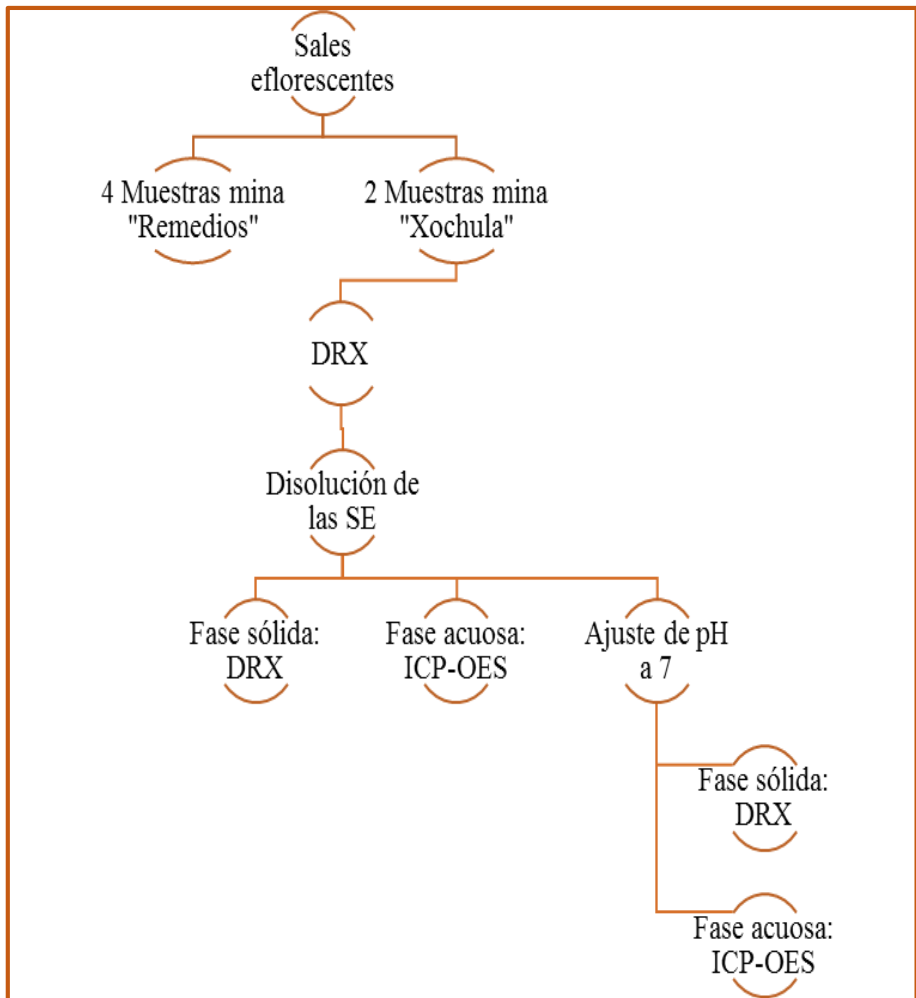 Sales
eflorescentes
4 Muestras mina
"Remedios"
2 Muestras mina
"Xochula"
DRX
Disolución de
las SE
Fase sólida:
DRX
Fase acuosa:
ICP-OES
Ajuste de pH
a 7
Fase sólida:
DRX
Fase acuosa:
ICP-OES